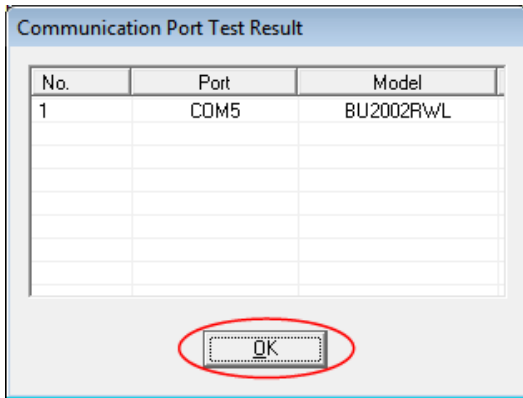 Communication Port Test Result
No. Port Model
1 COM5 BU2002RWL
OK